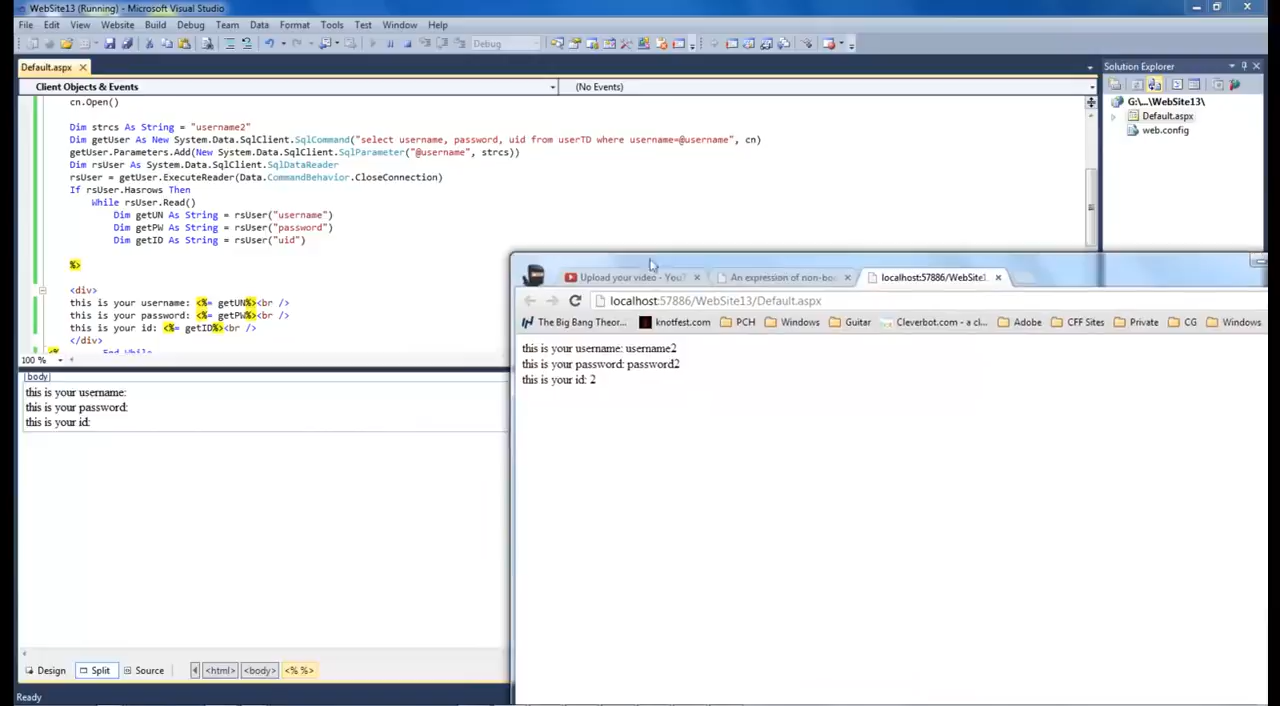 WebSite13 (Running) - Microsoft Visual Studio
File Edit View Website Build Debug Team Data Format Tools Test Window Help
Debug
Default.aspx
Client Objects & Events (No Events)
cn.Open()
Dim strcs As String = "username2"
Dim getUser As New System.Data.SqlClient.SqlCommand("select username, password, uid from userTD where username=@username", cn)
getUser.Parameters.Add(New System.Data.SqlClient.SqlParameter("@username", strcs))
Dim rsUser As System.Data.SqlClient.SqlDataReader
rsUser = getUser.ExecuteReader(Data.CommandBehavior.CloseConnection)
If rsUser.Hasrows Then
While rsUser.Read()
Dim getUN As String = rsUser("username")
Dim getPW As String = rsUser("password")
Dim getID As String = rsUser("uid")
%>
<div>
this is your username: <%= getUN%><br />
this is your password: <%= getPW%><br />
this is your id: <%= getID%><br />
</div>
<% End While
100 %
body
this is your username:
this is your password:
this is your id:
Design Split Source <html> <body> <% %>
Ready
Solution Explorer
G:\...\WebSite13\
Default.aspx
web.config
Upload your video - You An expression of non-bo localhost:57886/WebSite1
localhost:57886/WebSite13/Default.aspx
The Big Bang Theor... knotfest.com PCH Windows Guitar Cleverbot.com - a cl... Adobe CFF Sites Private CG Windows
this is your username: username2
this is your password: password2
this is your id: 2